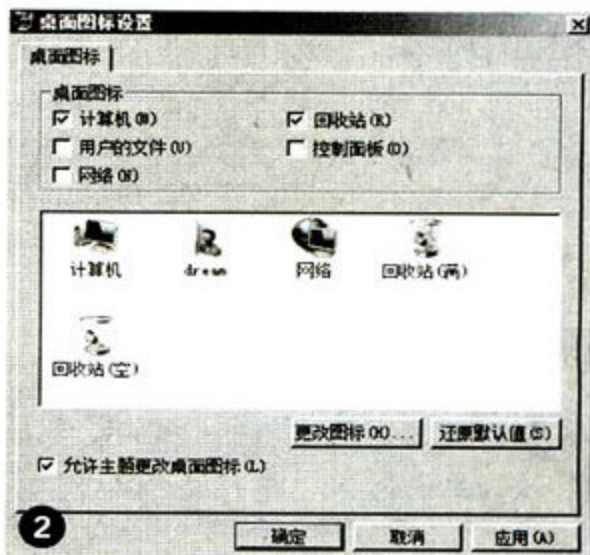 桌面图标设置
桌面图标
桌面图标
计算机(M) 回收站(R)
用户的文件(U) 控制面板(O)
网络(N)
计算机 dream 网络 回收站(满)
回收站(空)
更改图标(H)... 还原默认值(S)
允许主题更改桌面图标(L)
2 确定 取消 应用(A)